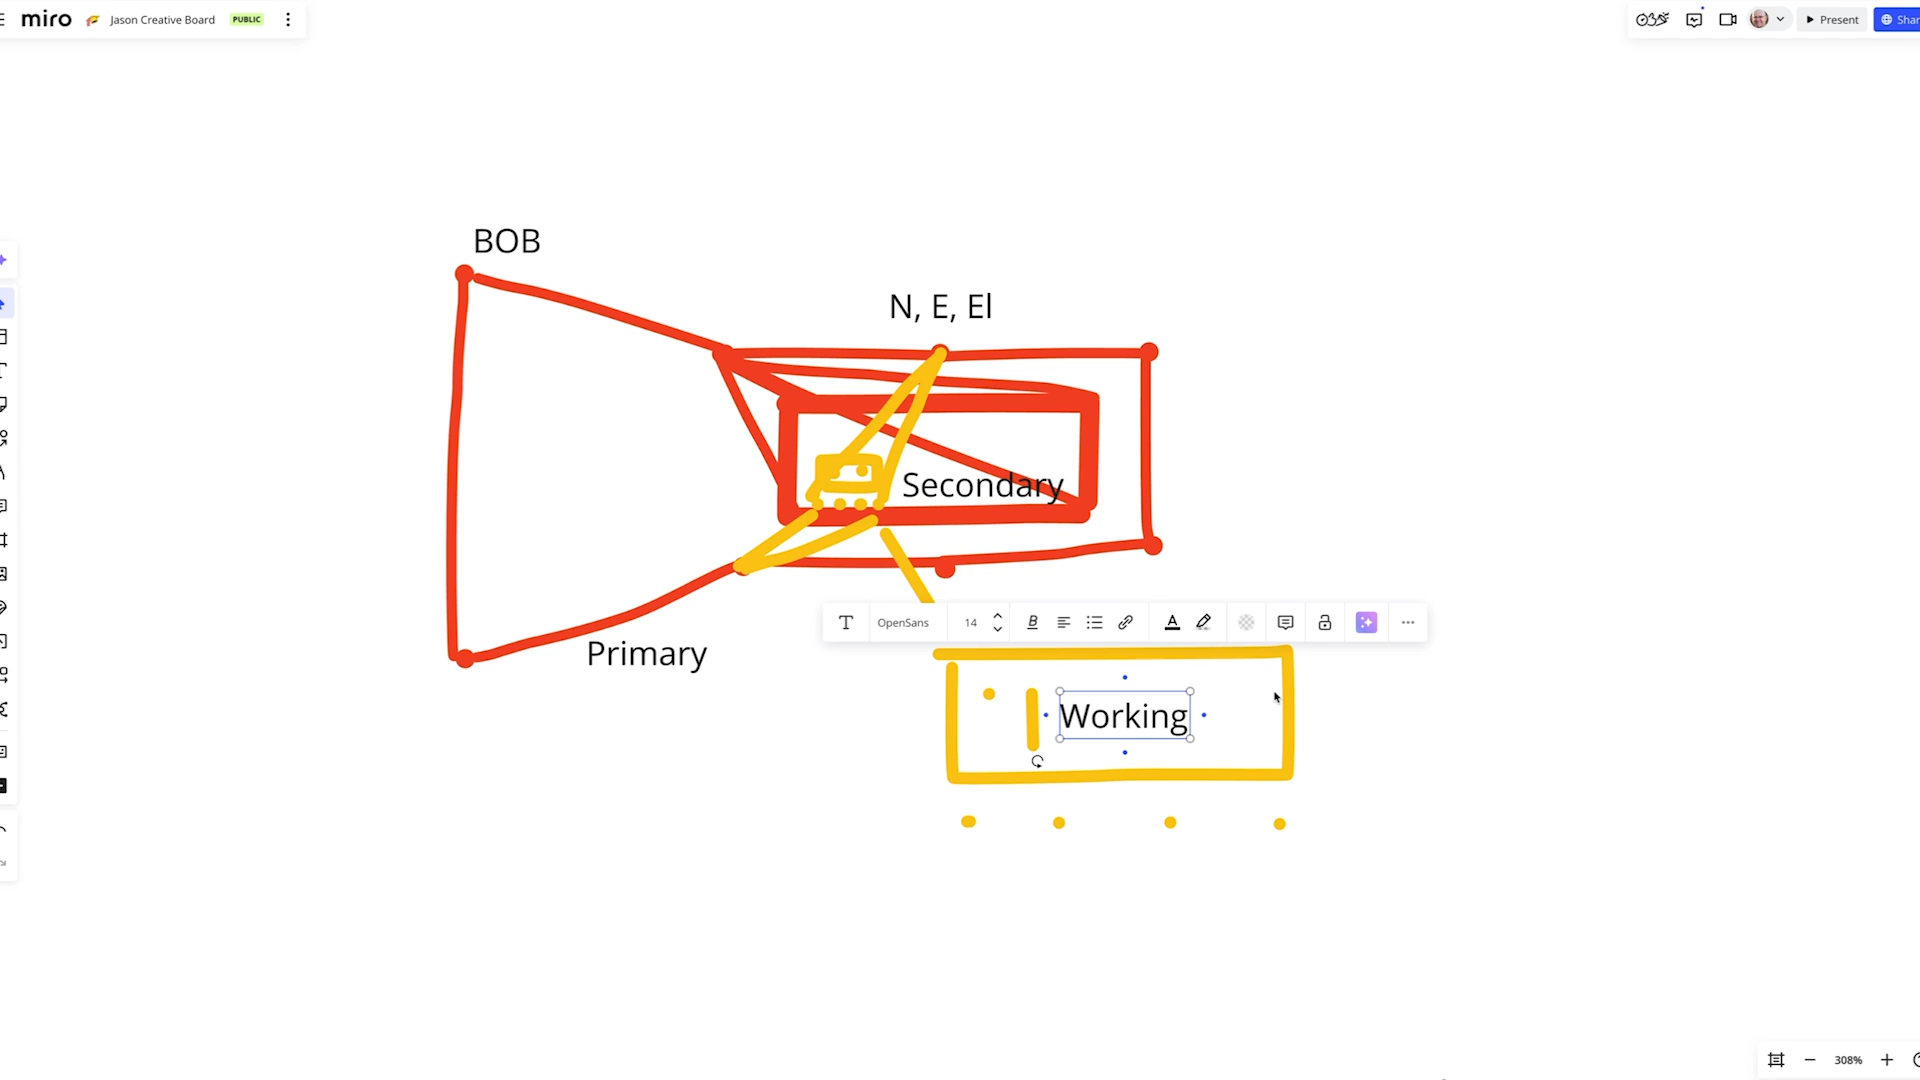 miro Jason Creative Board PUBLIC
Present
Shar
BOB
N, E, El
Secondary
OpenSans 14 B A
Primary
Working
308%